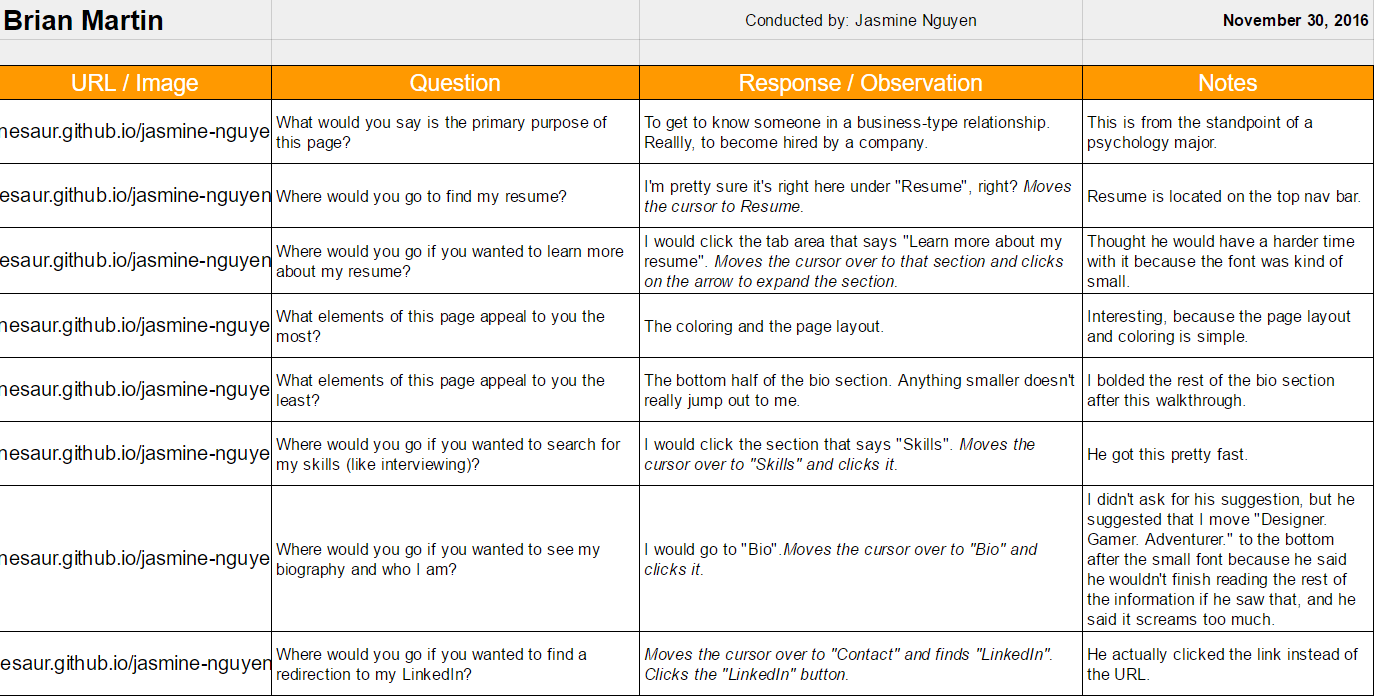 Brian Martin
Conducted by: Jasmine Nguyen
November 30, 2016
URL / Image
Question
Response / Observation
Notes
nesaur.github.io/jasmine-nguye
What would you say is the primary purpose of
this page?
To get to know someone in a business-type relationship.
Reallly, to become hired by a company.
This is from the standpoint of a
psychology major.
esaur.github.io/jasmine-nguyen
Where would you go to find my resume?
I'm pretty sure it's right here under "Resume", right? Moves
the cursor to Resume.
Resume is located on the top nav bar.
esaur.github.io/jasmine-nguyen
Where would you go if you wanted to learn more
about my resume?
I would click the tab area that says "Learn more about my
resume". Moves the cursor over to that section and clicks
on the arrow to expand the section.
Thought he would have a harder time
with it because the font was kind of
small.
nesaur.github.io/jasmine-nguye
What elements of this page appeal to you the
most?
The coloring and the page layout.
Interesting, because the page layout
and coloring is simple.
nesaur.github.io/jasmine-nguye
What elements of this page appeal to you the
least?
The bottom half of the bio section. Anything smaller doesn't
really jump out to me.
I bolded the rest of the bio section
after this walkthrough.
nesaur.github.io/jasmine-nguye
Where would you go if you wanted to search for
my skills (like interviewing)?
I would click the section that says "Skills". Moves the
cursor over to "Skills" and clicks it.
He got this pretty fast.
nesaur.github.io/jasmine-nguye
Where would you go if you wanted to see my
biography and who I am?
I would go to "Bio".Moves the cursor over to "Bio" and
clicks it.
I didn't ask for his suggestion, but he
suggested that I move "Designer.
Gamer. Adventurer." to the bottom
after the small font because he said
he wouldn't finish reading the rest of
the information if he saw that, and he
said it screams too much.
esaur.github.io/jasmine-nguyen
Where would you go if you wanted to find a
redirection to my LinkedIn?
Moves the cursor over to "Contact" and finds "LinkedIn".
Clicks the "LinkedIn" button.
He actually clicked the link instead of
the URL.